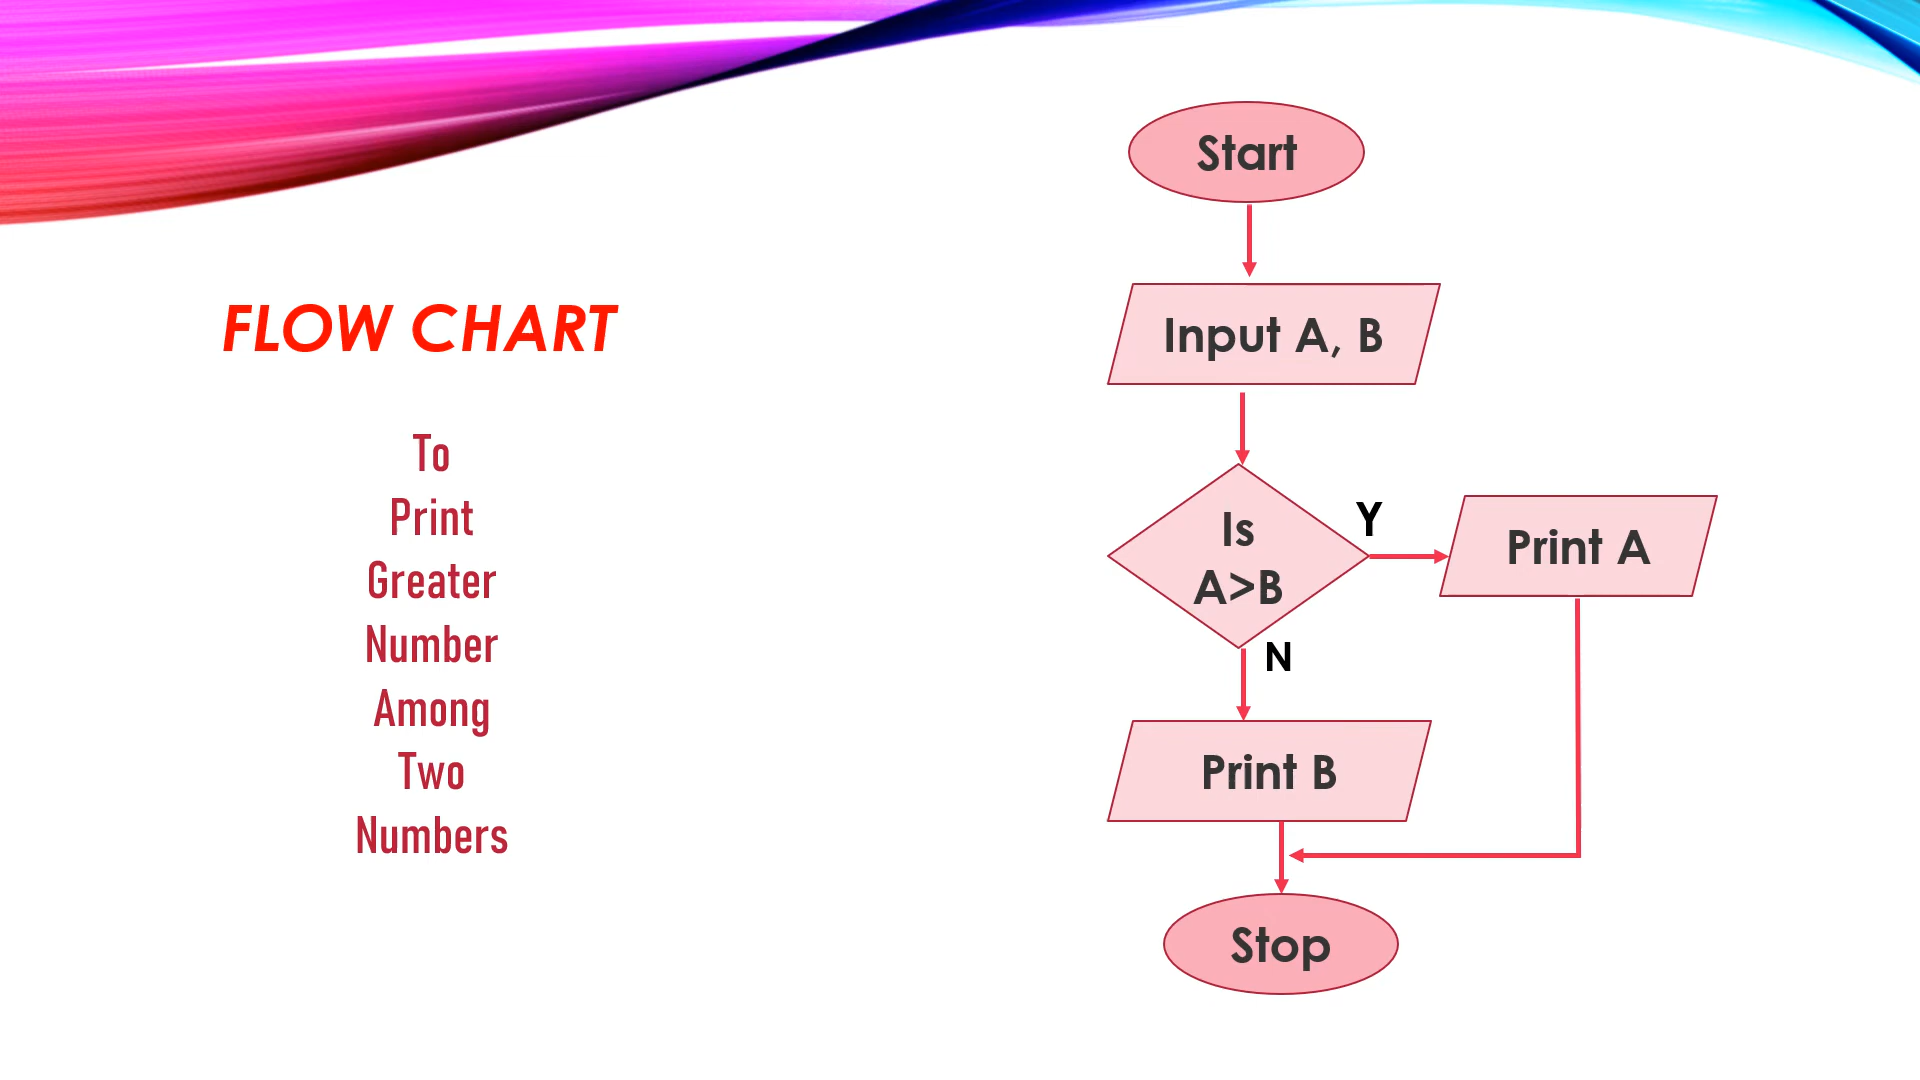 FLOW CHART
To
Print
Greater
Number
Among
Two
Numbers
Start
Input A, B
Is
A>B
Y
Print A
N
Print B
Stop